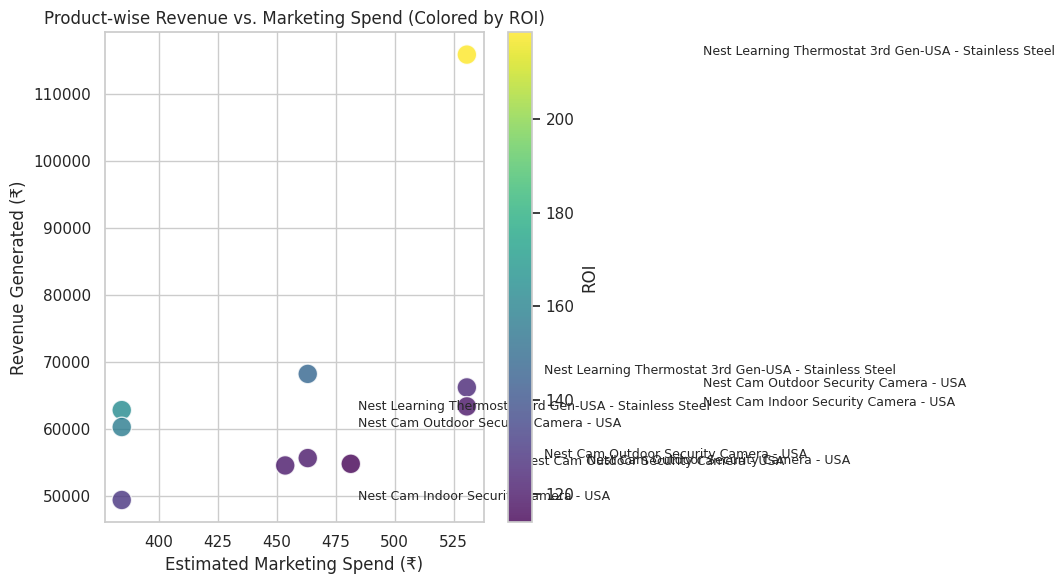 Product-wise Revenue vs. Marketing Spend (Colored by ROI)
Nest Learning Thermostat 3rd Gen-USA - Stainless Steel
110000
100000
90000
80000
70000
60000
50000
Revenue Generated (₹)
400
425
450
475
500
525
Estimated Marketing Spend (₹)
200
180
160
140
120
ROI
Nest Learning Thermostat 3rd Gen-USA - Stainless Steel
Nest Cam Outdoor Security Camera - USA
Nest Cam Indoor Security Camera - USA
Nest Learning Thermostat 3rd Gen-USA - Stainless Steel
Nest Cam Outdoor Security Camera - USA
Nest Cam Outdoor Security Camera - USA
Nest Cam Outdoor Security Camera - USA
Nest Cam Outdoor Security Camera - USA
Nest Cam Indoor Security Camera - USA